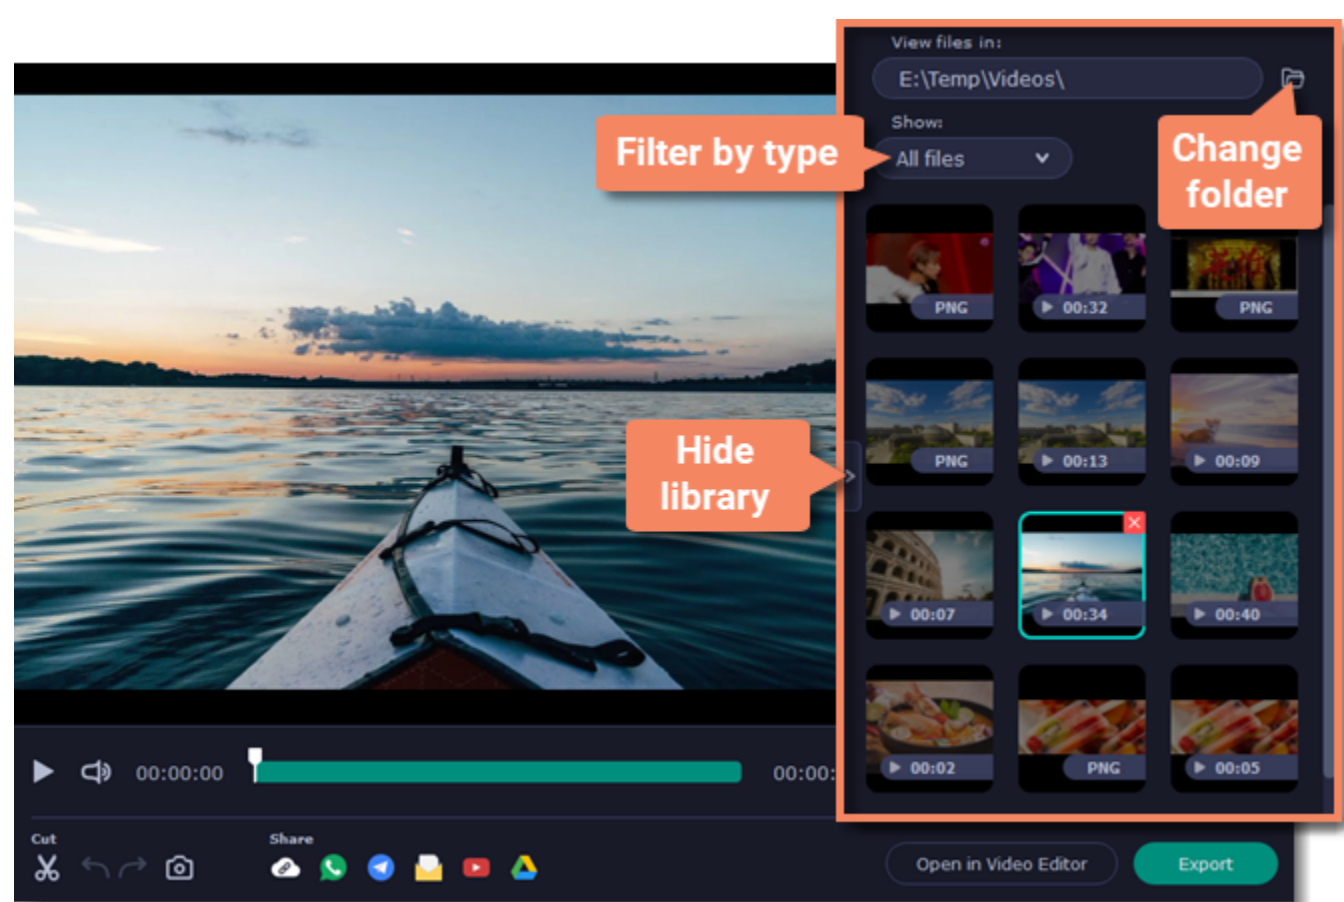 View files in:
E:\Temp\Videos\
Show:
Filter by type
All files
Change
folder
PNG
00:32
PNG
PNG
00:13
00:09
Hide
library
00:07
00:34
00:40
00:02
PNG
00:05
00:00:00
00:00:
Cut
Share
Open in Video Editor
Export